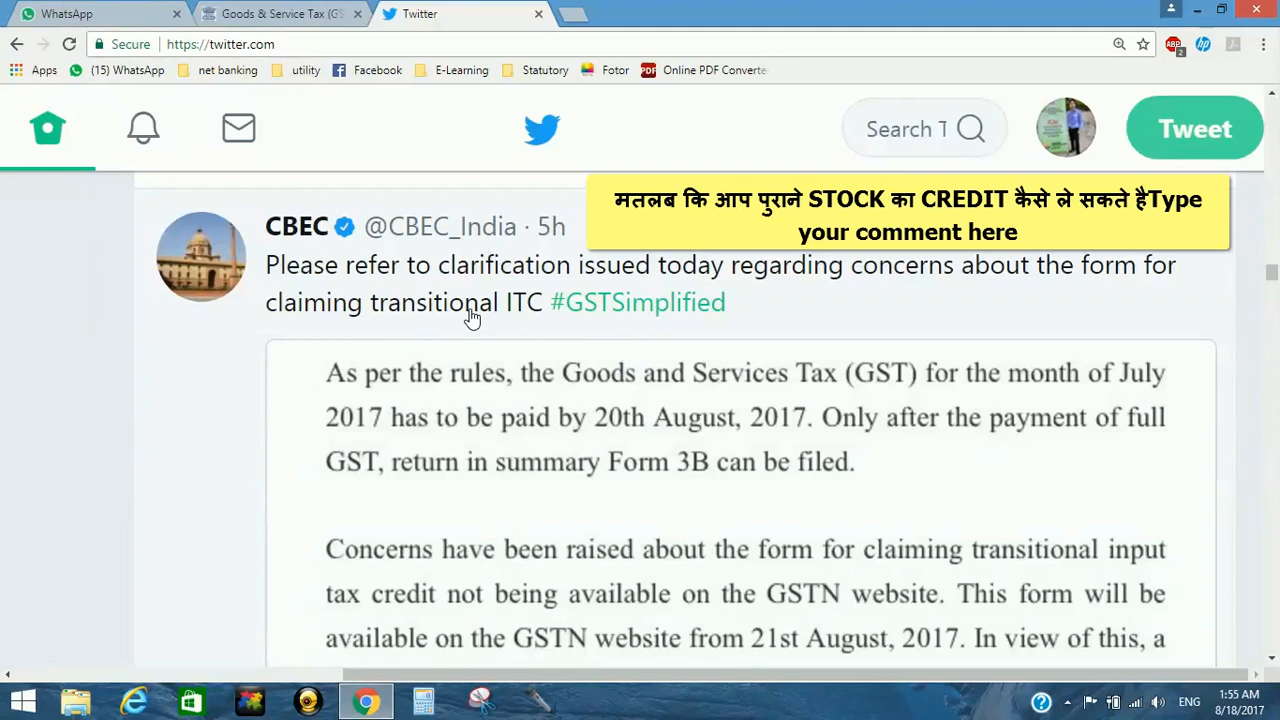 WhatsApp
Goods & Service Tax (GS
Twitter
Secure
https://twitter.com
ABP
2
hp
Apps
(15) WhatsApp
net banking
utility
Facebook
E-Learning
Statutory
Fotor
PDF Online PDF Converte
Search T
Tweet
मतलब कि आप पुराने STOCK का CREDIT कैसे ले सकते हैType
your comment here
CBEC @CBEC_India · 5h
Please refer to clarification issued today regarding concerns about the form for
claiming transitional ITC #GSTSimplified
As per the rules, the Goods and Services Tax (GST) for the month of July
2017 has to be paid by 20th August, 2017. Only after the payment of full
GST, return in summary Form 3B can be filed.
Concerns have been raised about the form for claiming transitional input
tax credit not being available on the GSTN website. This form will be
available on the GSTN website from 21st August, 2017. In view of this, a
ENG
1:55 AM
8/18/2017